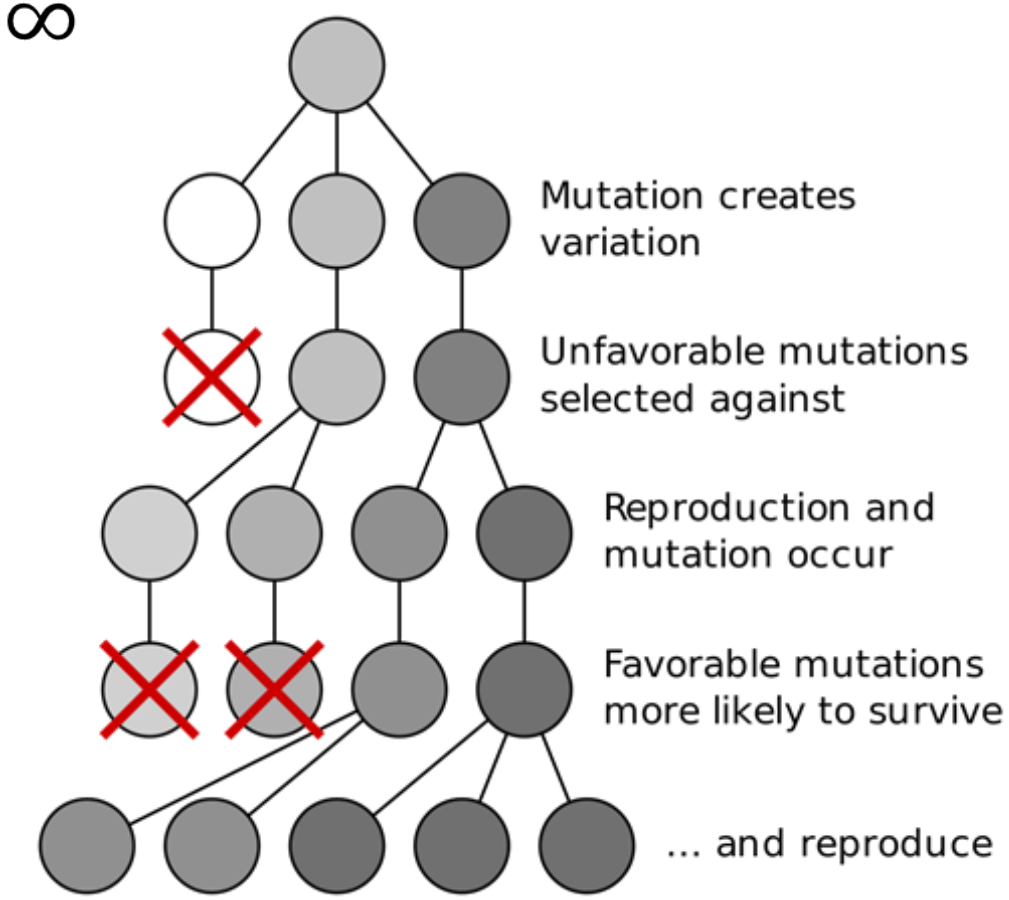 ∞
Mutation creates
variation
Unfavorable mutations
selected against
Reproduction and
mutation occur
Favorable mutations
more likely to survive
... and reproduce